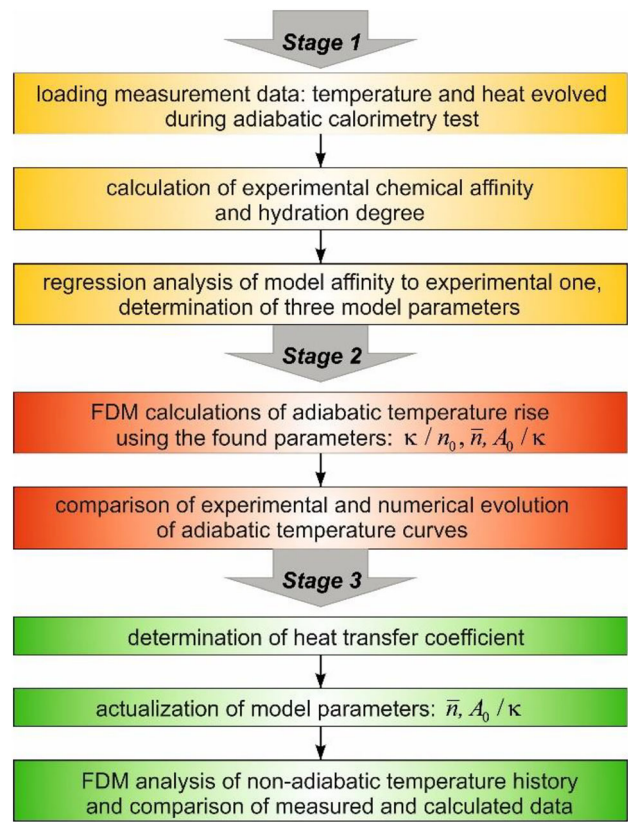 Stage 1
loading measurement data: temperature and heat evolved
during adiabatic calorimetry test
calculation of experimental chemical affinity
and hydration degree
regression analysis of model affinity to experimental one,
determination of three model parameters
Stage 2
FDM calculations of adiabatic temperature rise
using the found parameters: κ / n₀, n̅, A₀ / κ
comparison of experimental and numerical evolution
of adiabatic temperature curves
Stage 3
determination of heat transfer coefficient
actualization of model parameters: n̅, A₀ / κ
FDM analysis of non-adiabatic temperature history
and comparison of measured and calculated data